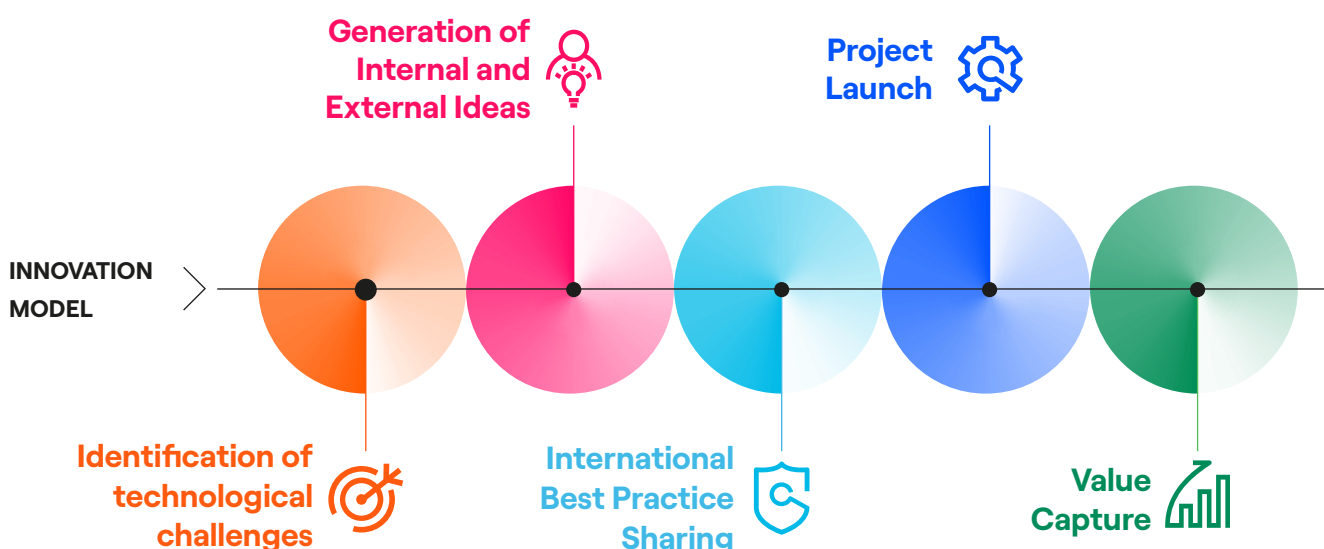 Generation of
Internal and
External Ideas
Project
Launch
INNOVATION
MODEL
Identification of
technological
challenges
International
Best Practice
Sharing
Value
Capture